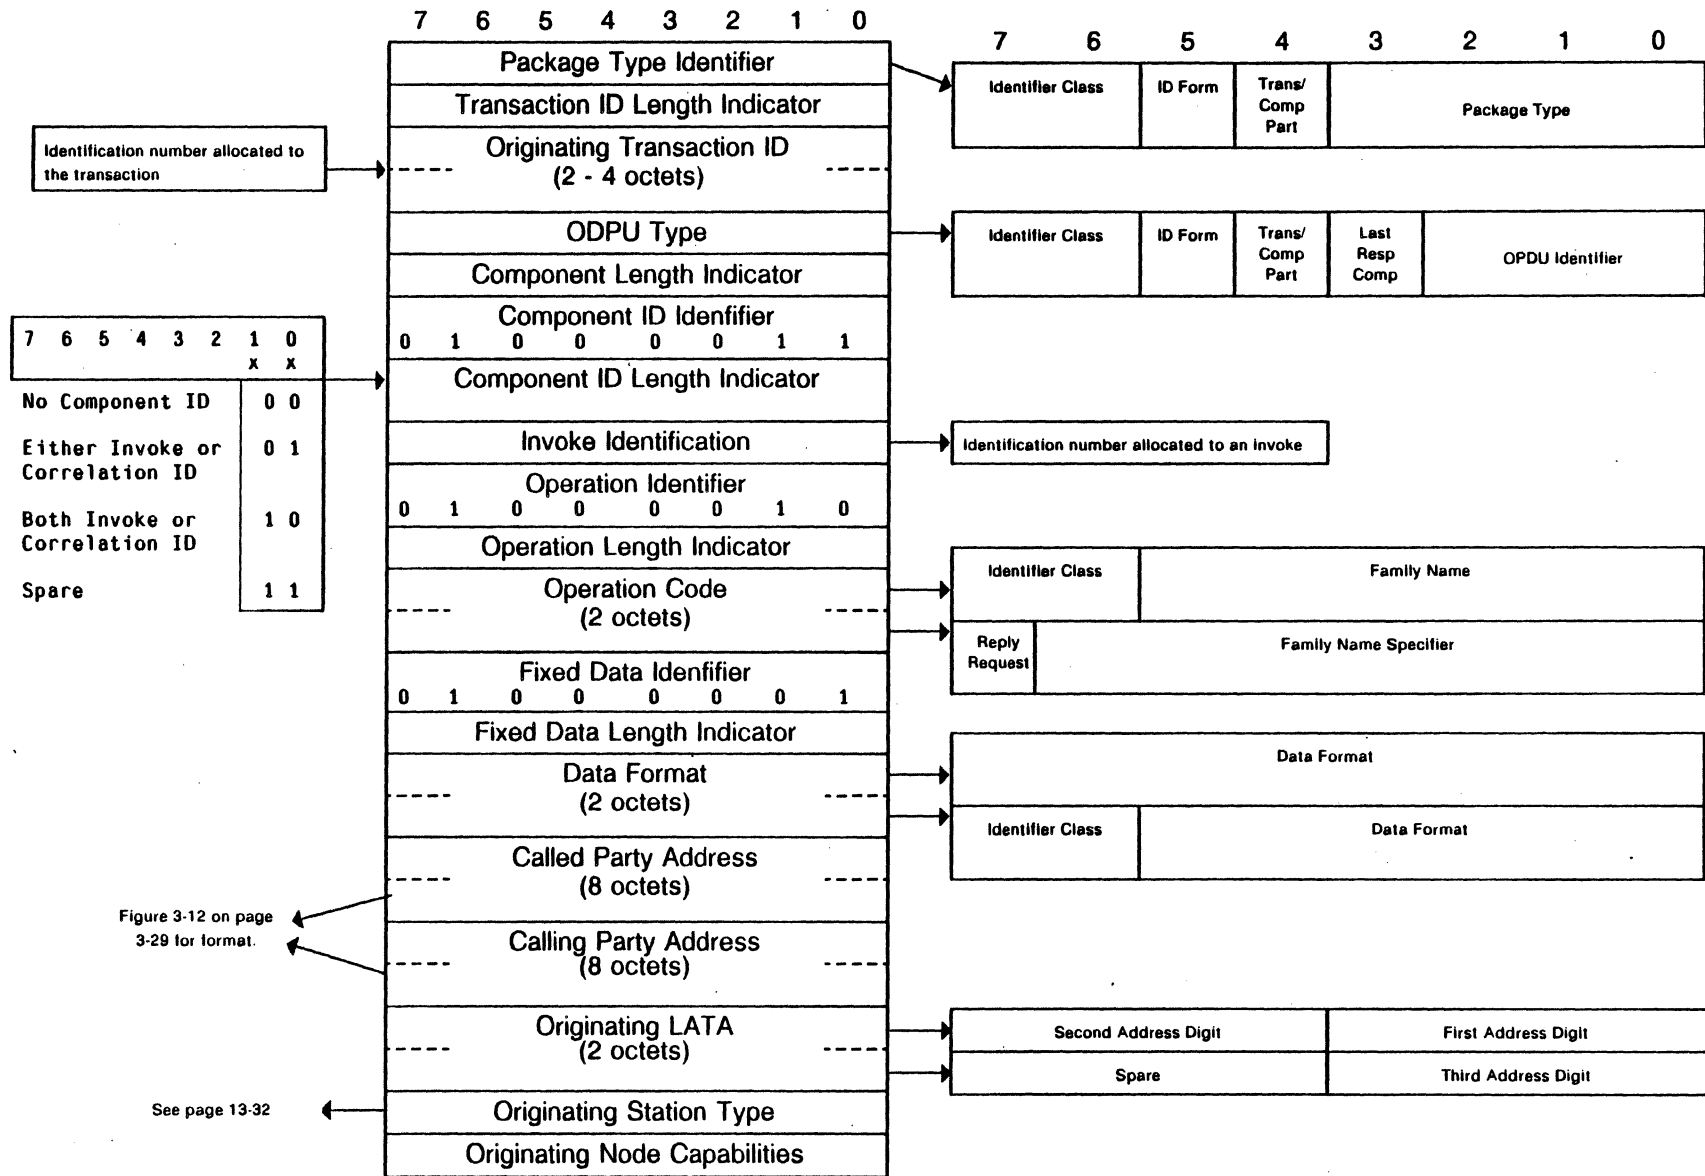 7 6 5 4 3 2 1 0
Package Type Identifier
Transaction ID Length Indicator
Originating Transaction ID
(2 - 4 octets)
ODPU Type
Component Length Indicator
Component ID Idenfifier
0 1 0 0 0 0 1 1
Component ID Length Indicator
Invoke Identification
Operation Identifier
0 1 0 0 0 0 1 0
Operation Length Indicator
Operation Code
(2 octets)
Fixed Data Idenfifier
0 1 0 0 0 0 0 1
Fixed Data Length Indicator
Data Format
(2 octets)
Called Party Address
(8 octets)
Calling Party Address
(8 octets)
Originating LATA
(2 octets)
Originating Station Type
Originating Node Capabilities
Identification number allocated to
the transaction
7 6 5 4 3 2 1 0
x x
No Component ID 0 0
Either Invoke or 0 1
Correlation ID
Both Invoke or 1 0
Correlation ID
Spare 1 1
Figure 3-12 on page
3-29 for format.
See page 13-32
7 6 5 4 3 2 1 0
Identifier Class
ID Form
Trans/
Comp
Part
Package Type
Identifier Class
ID Form
Trans/
Comp
Part
Last
Resp
Comp
OPDU Identifier
Identification number allocated to an invoke
Identifier Class
Family Name
Reply
Request
Family Name Specifier
Data Format
Identifier Class
Data Format
Second Address Digit
First Address Digit
Spare
Third Address Digit